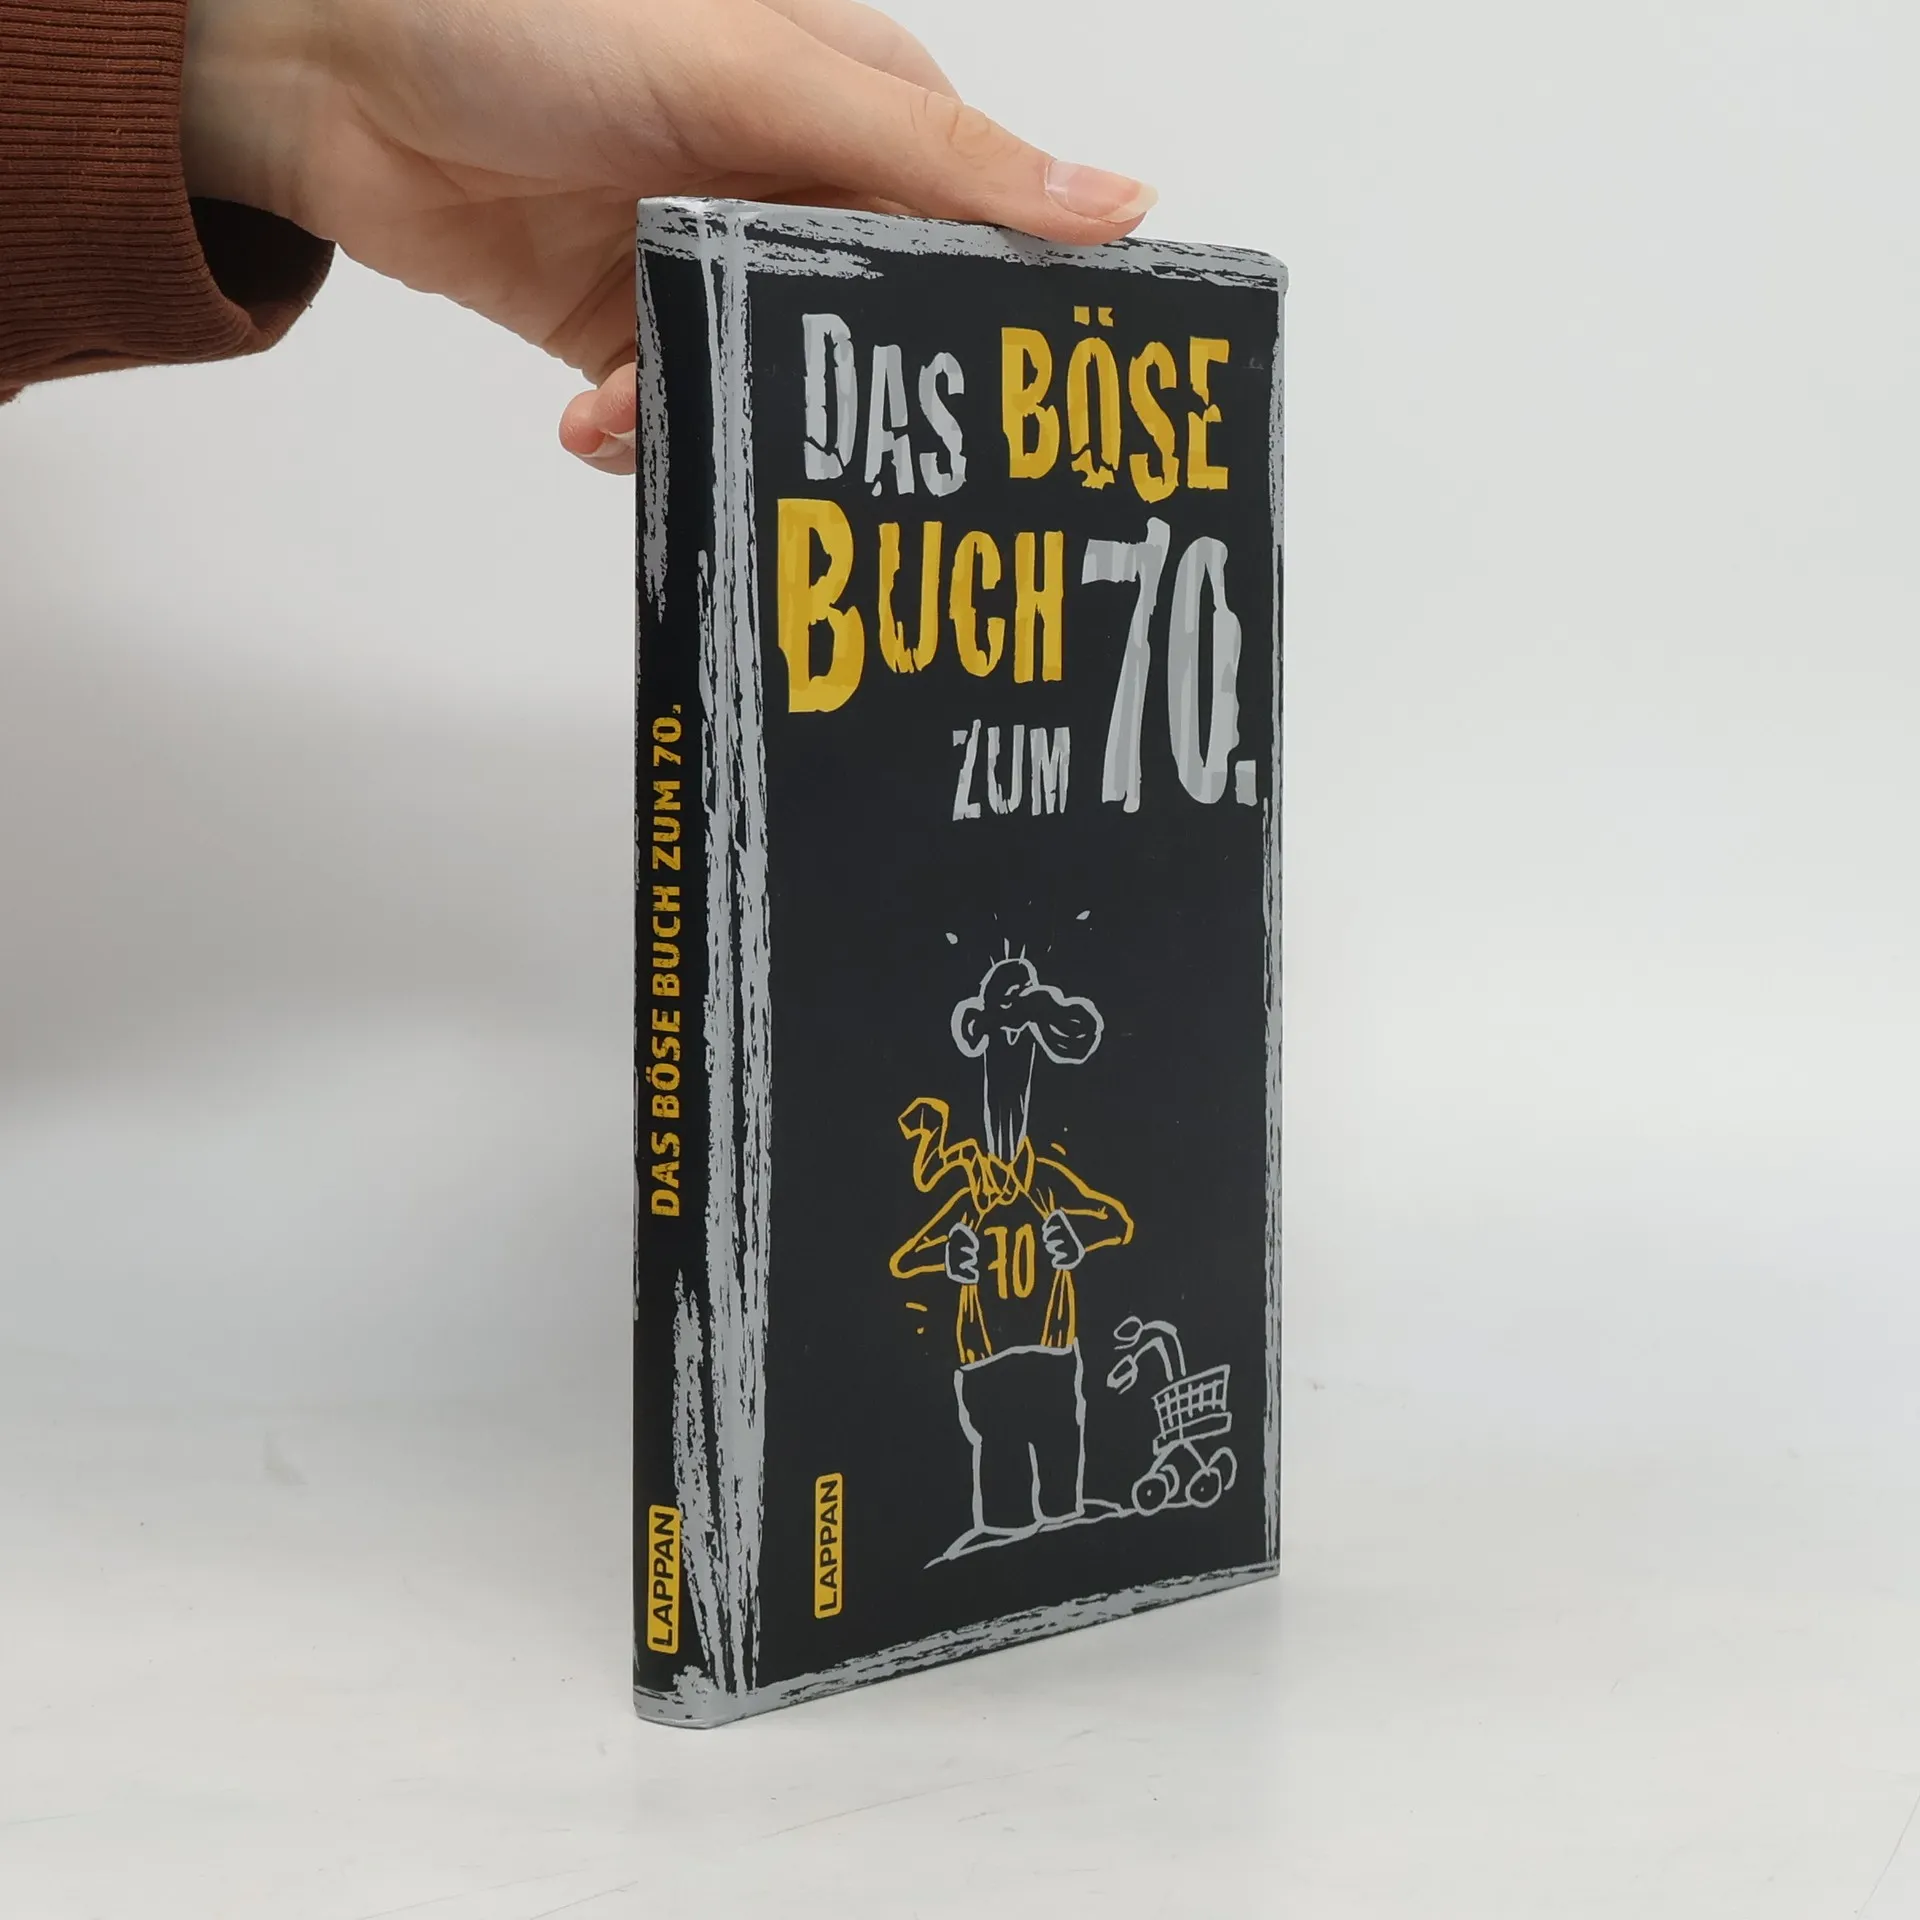 DAS BÖSE
BUCH 70.
ZUM
70
LAPPAN
DAS BÖSE BUCH ZUM 70.
LAPPAN